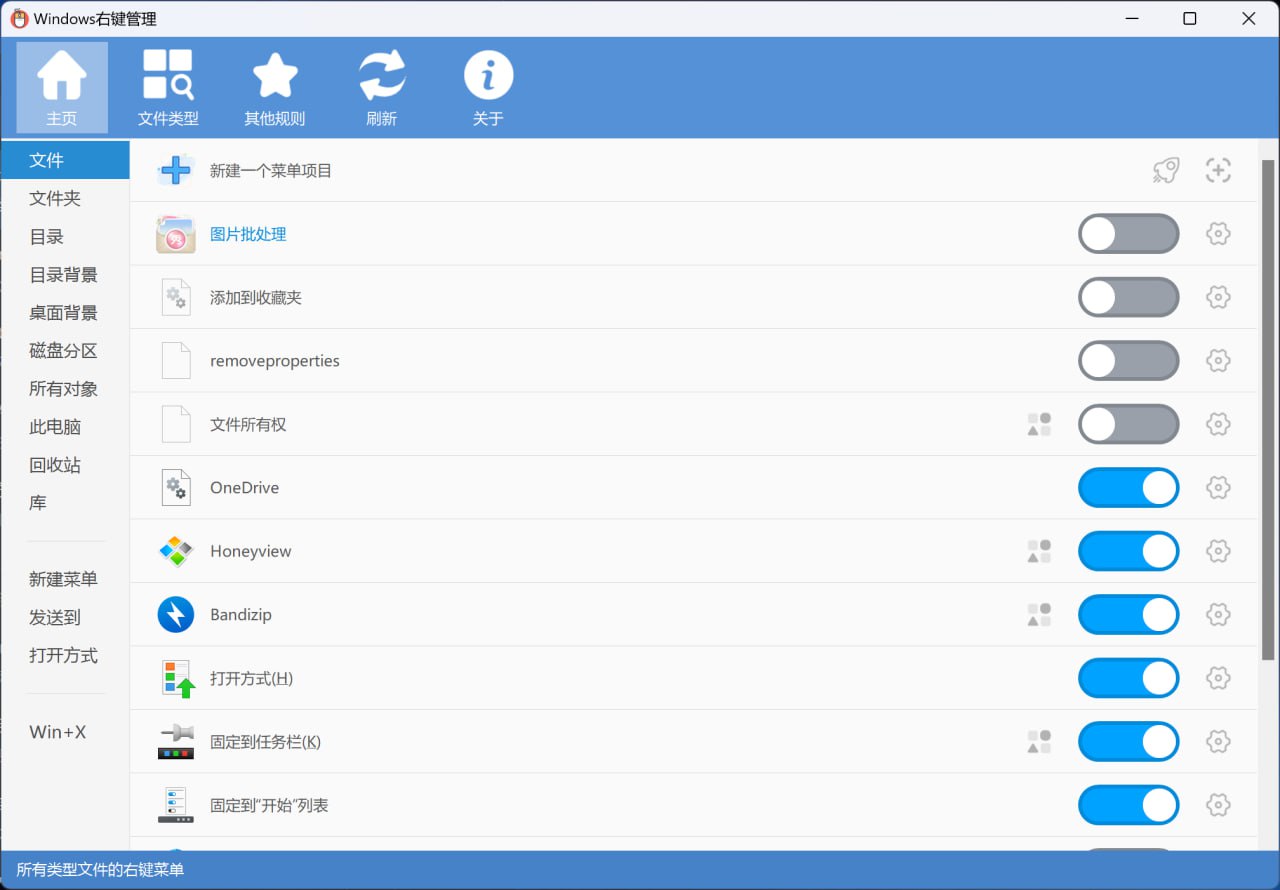 Windows右键管理
主页
文件类型
其他规则
刷新
关于
文件
文件夹
目录
目录背景
桌面背景
磁盘分区
所有对象
此电脑
回收站
库
新建菜单
发送到
打开方式
Win+X
新建一个菜单项目
图片批处理
添加到收藏夹
removeproperties
文件所有权
OneDrive
Honeyview
Bandizip
打开方式(H)
固定到任务栏(K)
固定到“开始”列表
所有类型文件的右键菜单